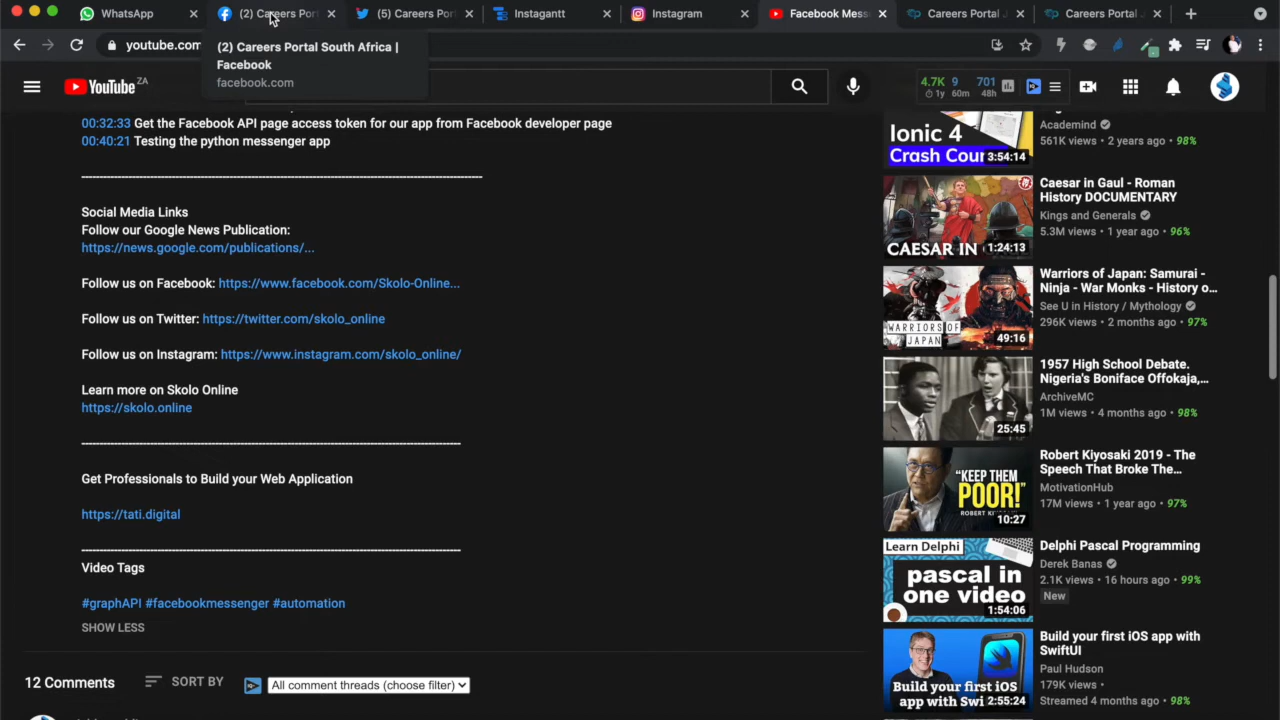 WhatsApp
(2) Careers Por
(5) Careers Port
Instagantt
Instagram
Facebook Mess
Careers Portal J
Careers Portal J
youtube.com
(2) Careers Portal South Africa |
Facebook
facebook.com
YouTube ZA
4.7K 9 701
1y 60m 48h
00:32:33 Get the Facebook API page access token for our app from Facebook developer page
00:40:21 Testing the python messenger app
Social Media Links
Follow our Google News Publication:
https://news.google.com/publications/...
Follow us on Facebook: https://www.facebook.com/Skolo-Online...
Follow us on Twitter: https://twitter.com/skolo_online
Follow us on Instagram: https://www.instagram.com/skolo_online/
Learn more on Skolo Online
https://skolo.online
Get Professionals to Build your Web Application
https://tati.digital
Video Tags
#graphAPI #facebookmessenger #automation
SHOW LESS
12 Comments
SORT BY
All comment threads (choose filter)
Ionic 4
Crash Cour
3:54:14
Academind
561K views • 2 years ago • 98%
CAESAR IN
1:24:13
Caesar in Gaul - Roman
History DOCUMENTARY
Kings and Generals
5.3M views • 1 year ago • 96%
WARRIORS OF
JAPAN
49:16
Warriors of Japan: Samurai -
Ninja - War Monks - History o...
See U in History / Mythology
296K views • 2 months ago • 97%
25:45
1957 High School Debate.
Nigeria's Boniface Offokaja,...
ArchiveMC
1M views • 4 months ago • 98%
"KEEP THEM
POOR!"
10:27
Robert Kiyosaki 2019 - The
Speech That Broke The...
MotivationHub
17M views • 1 year ago • 97%
Learn Delphi
pascal in
one video
1:54:06
Delphi Pascal Programming
Derek Banas
2.1K views • 16 hours ago • 99%
New
Build your first
iOS app with Swi
2:55:24
Build your first iOS app with
SwiftUI
Paul Hudson
179K views •
Streamed 4 months ago • 98%